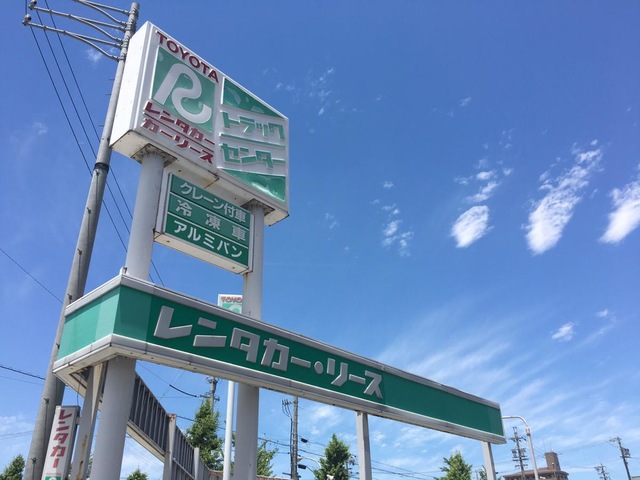 TOYOTA
R
レンタカー
カーリース
トラック
センター
クレーン付車
冷凍車
アルミバン
TOYOTA
レンタカー・リース
レンタカー